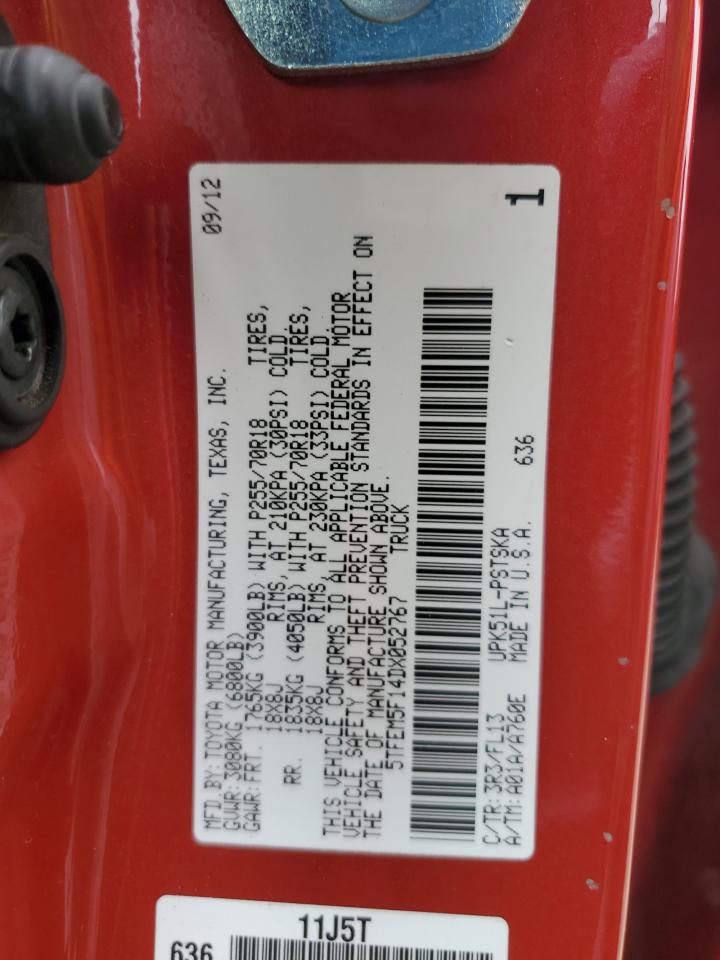 MFD.BY:TOYOTA MOTOR MANUFACTURING, TEXAS, INC. 09/12
GVWR:3080KG (6800LB)
GAWR:FRT. 1765KG (3900LB) WITH P255/70R18 TIRES,
18X8J RIMS, AT 210KPA (30PSI) COLD.
RR. 1835KG (4050LB) WITH P255/70R18 TIRES,
18X8J RIMS, AT 230KPA (33PSI) COLD.
THIS VEHICLE CONFORMS TO ALL APPLICABLE FEDERAL MOTOR
VEHICLE SAFETY AND THEFT PREVENTION STANDARDS IN EFFECT ON
THE DATE OF MANUFACTURE SHOWN ABOVE.
5TFEM5F14DX052767 TRUCK
C/TR:3R3/FL13 UPK51L-PSTSKA 636
A/TM:A01A/A760E MADE IN U.S.A.
1
11J5T
636